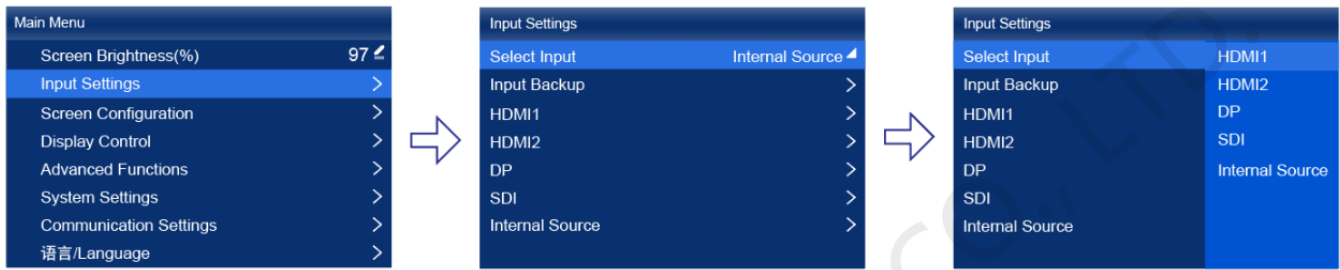 Main Menu
Screen Brightness(%) 97
Input Settings
Screen Configuration
Display Control
Advanced Functions
System Settings
Communication Settings
语言/Language
Input Settings
Select Input Internal Source
Input Backup
HDMI1
HDMI2
DP
SDI
Internal Source
Input Settings
Select Input HDMI1
Input Backup HDMI2
HDMI1 DP
HDMI2 SDI
DP Internal Source
SDI
Internal Source
CO., LTD.